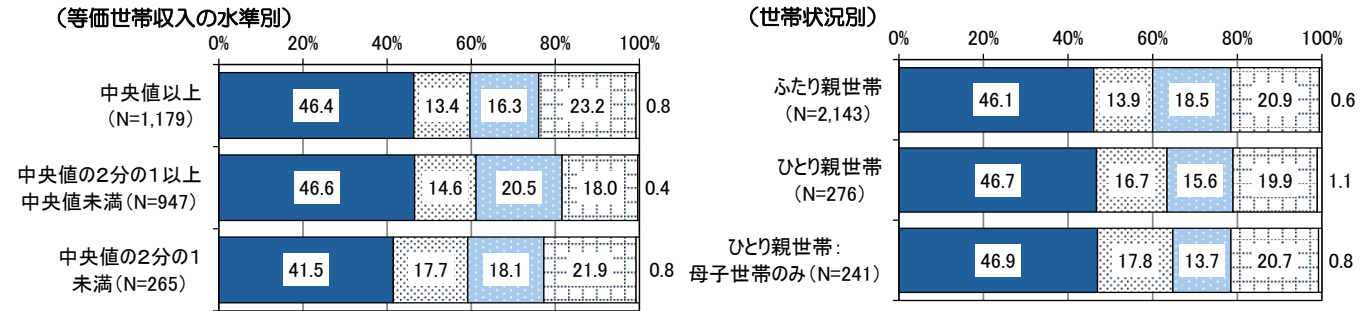 （等価世帯収入の水準別）
0% 20% 40% 60% 80% 100%
中央値以上
（N=1,179）
46.4 13.4 16.3 23.2 0.8
中央値の２分の１以上
中央値未満（N=947）
46.6 14.6 20.5 18.0 0.4
中央値の２分の１
未満（N=265）
41.5 17.7 18.1 21.9 0.8
（世帯状況別）
0% 20% 40% 60% 80% 100%
ふたり親世帯
（N=2,143）
46.1 13.9 18.5 20.9 0.6
ひとり親世帯
（N=276）
46.7 16.7 15.6 19.9 1.1
ひとり親世帯：
母子世帯のみ（N=241）
46.9 17.8 13.7 20.7 0.8